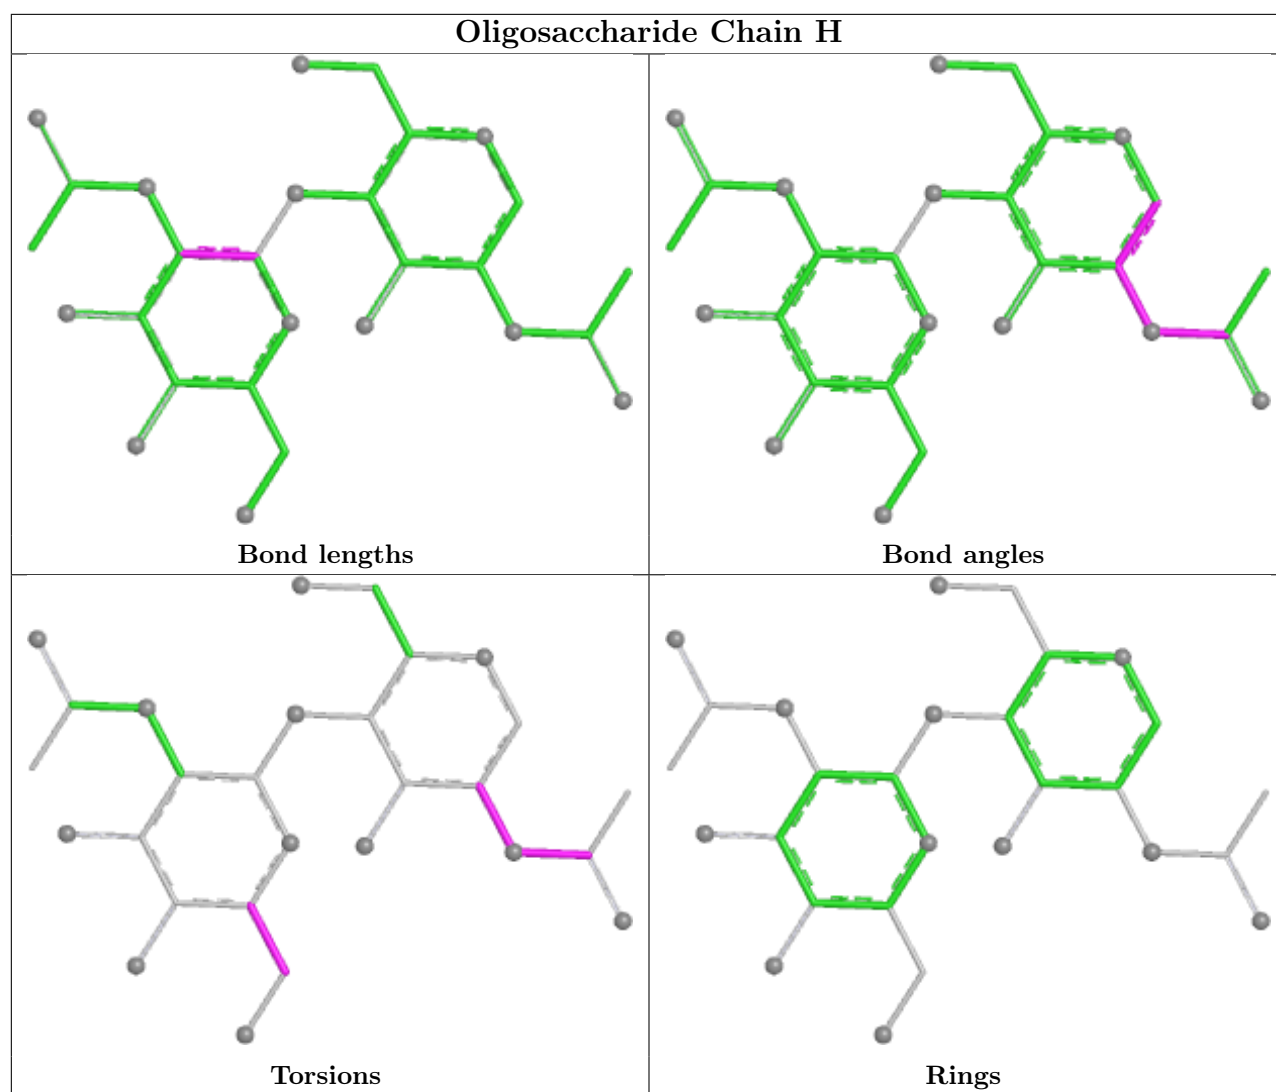 Oligosaccharide Chain H
Bond lengths
Bond angles
Torsions
Rings